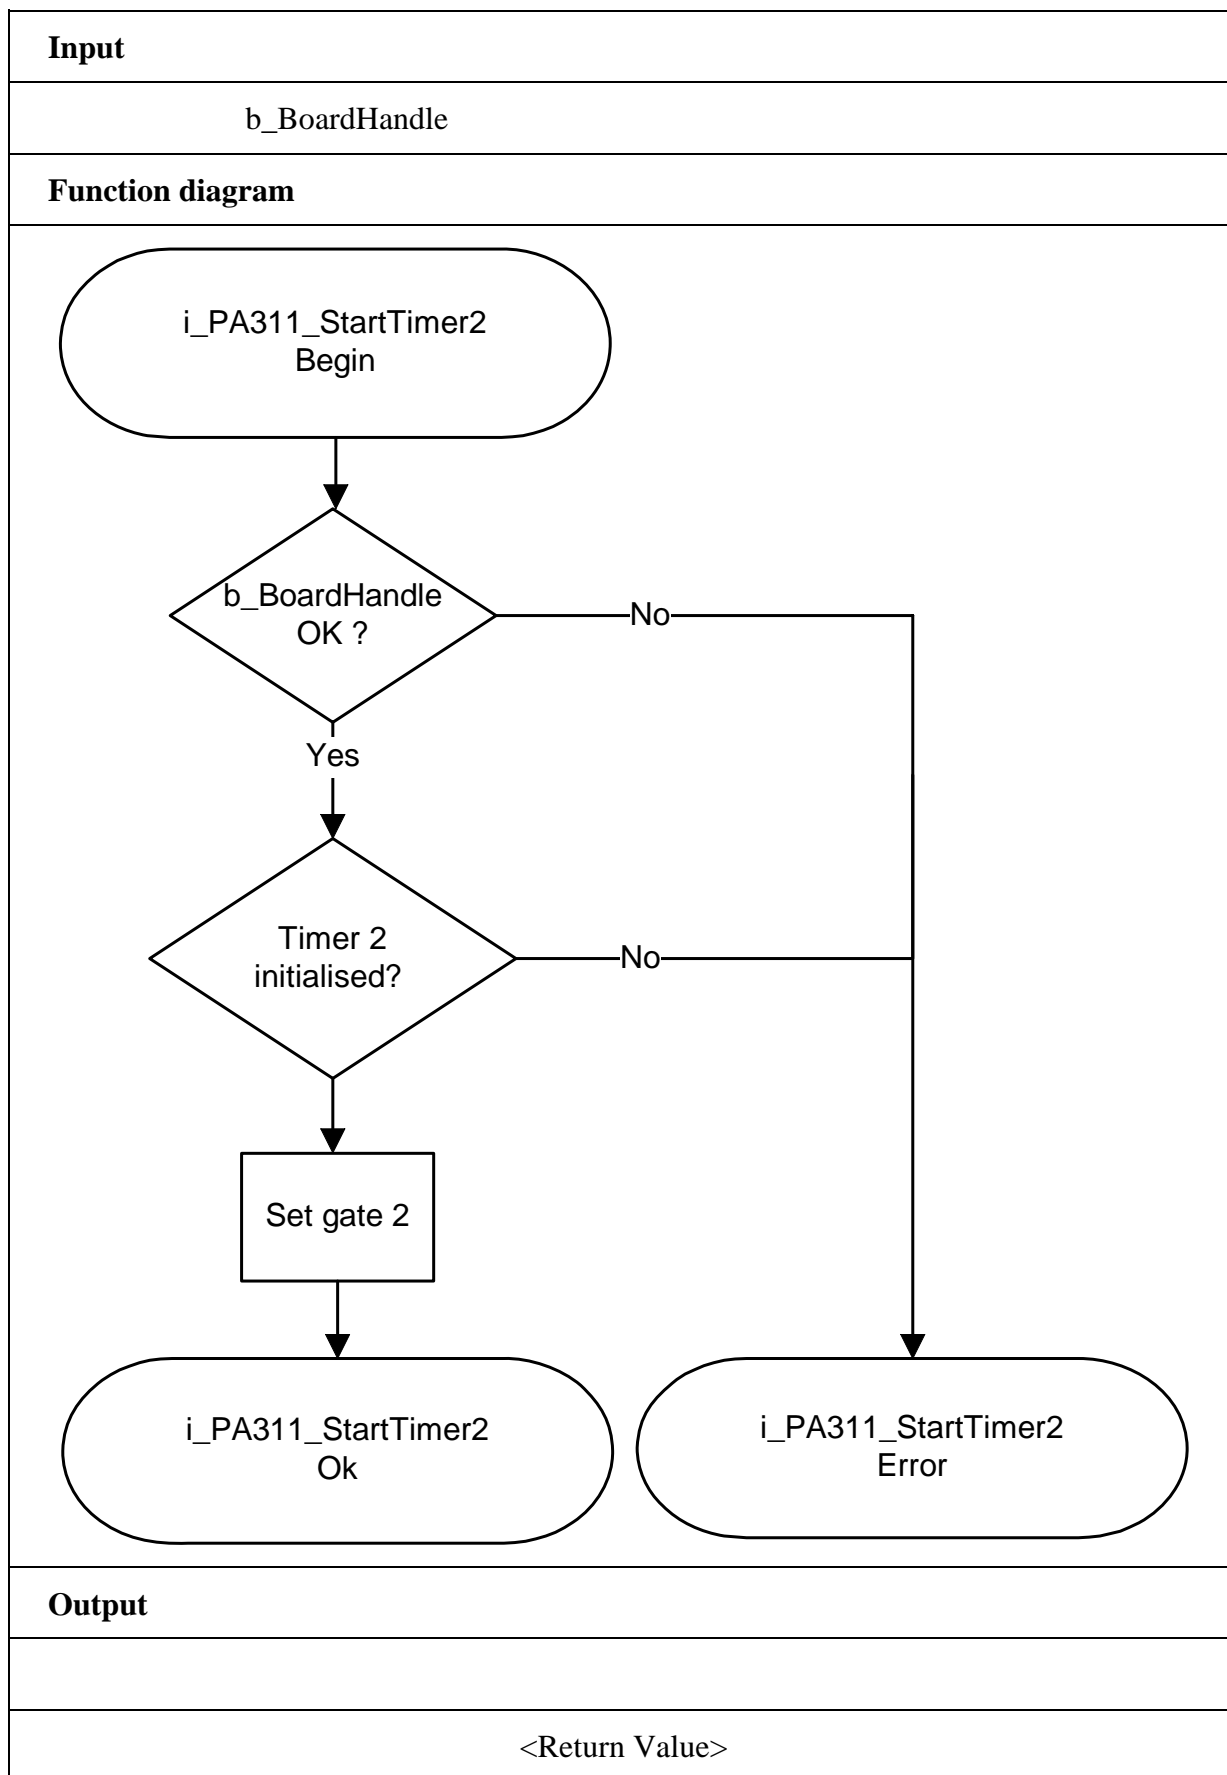 Input
b_BoardHandle
Function diagram
i_PA311_StartTimer2
Begin
b_BoardHandle
OK ?
No
Yes
Timer 2
initialised?
No
Set gate 2
i_PA311_StartTimer2
Ok
i_PA311_StartTimer2
Error
Output
<Return Value>